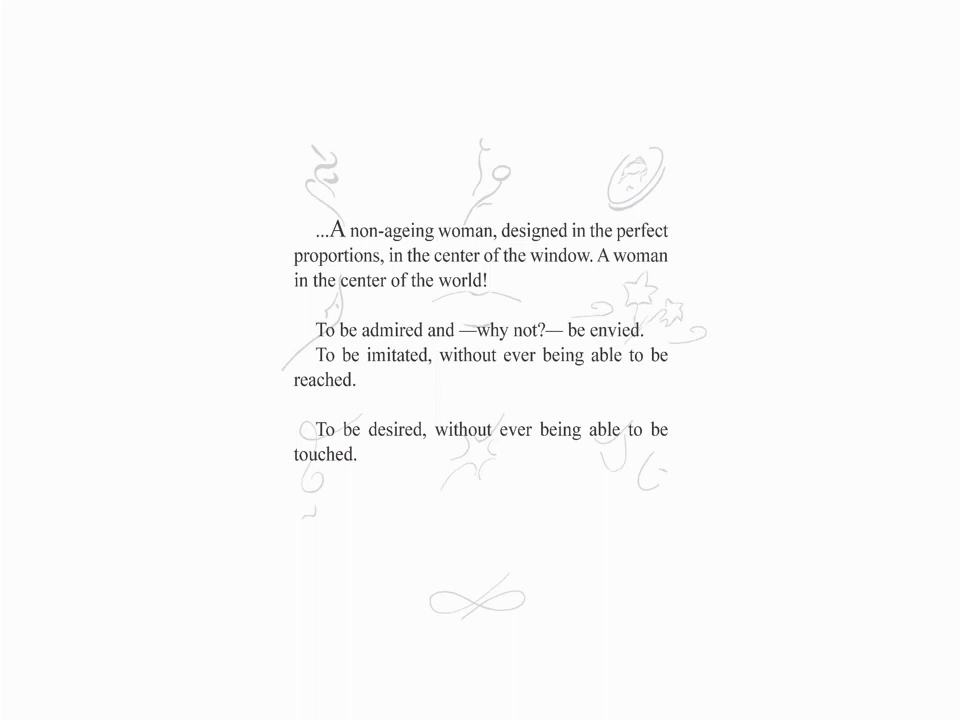 ...A non-ageing woman, designed in the perfect
proportions, in the center of the window. A woman
in the center of the world!
To be admired and —why not?— be envied.
To be imitated, without ever being able to be
reached.
To be desired, without ever being able to be
touched.